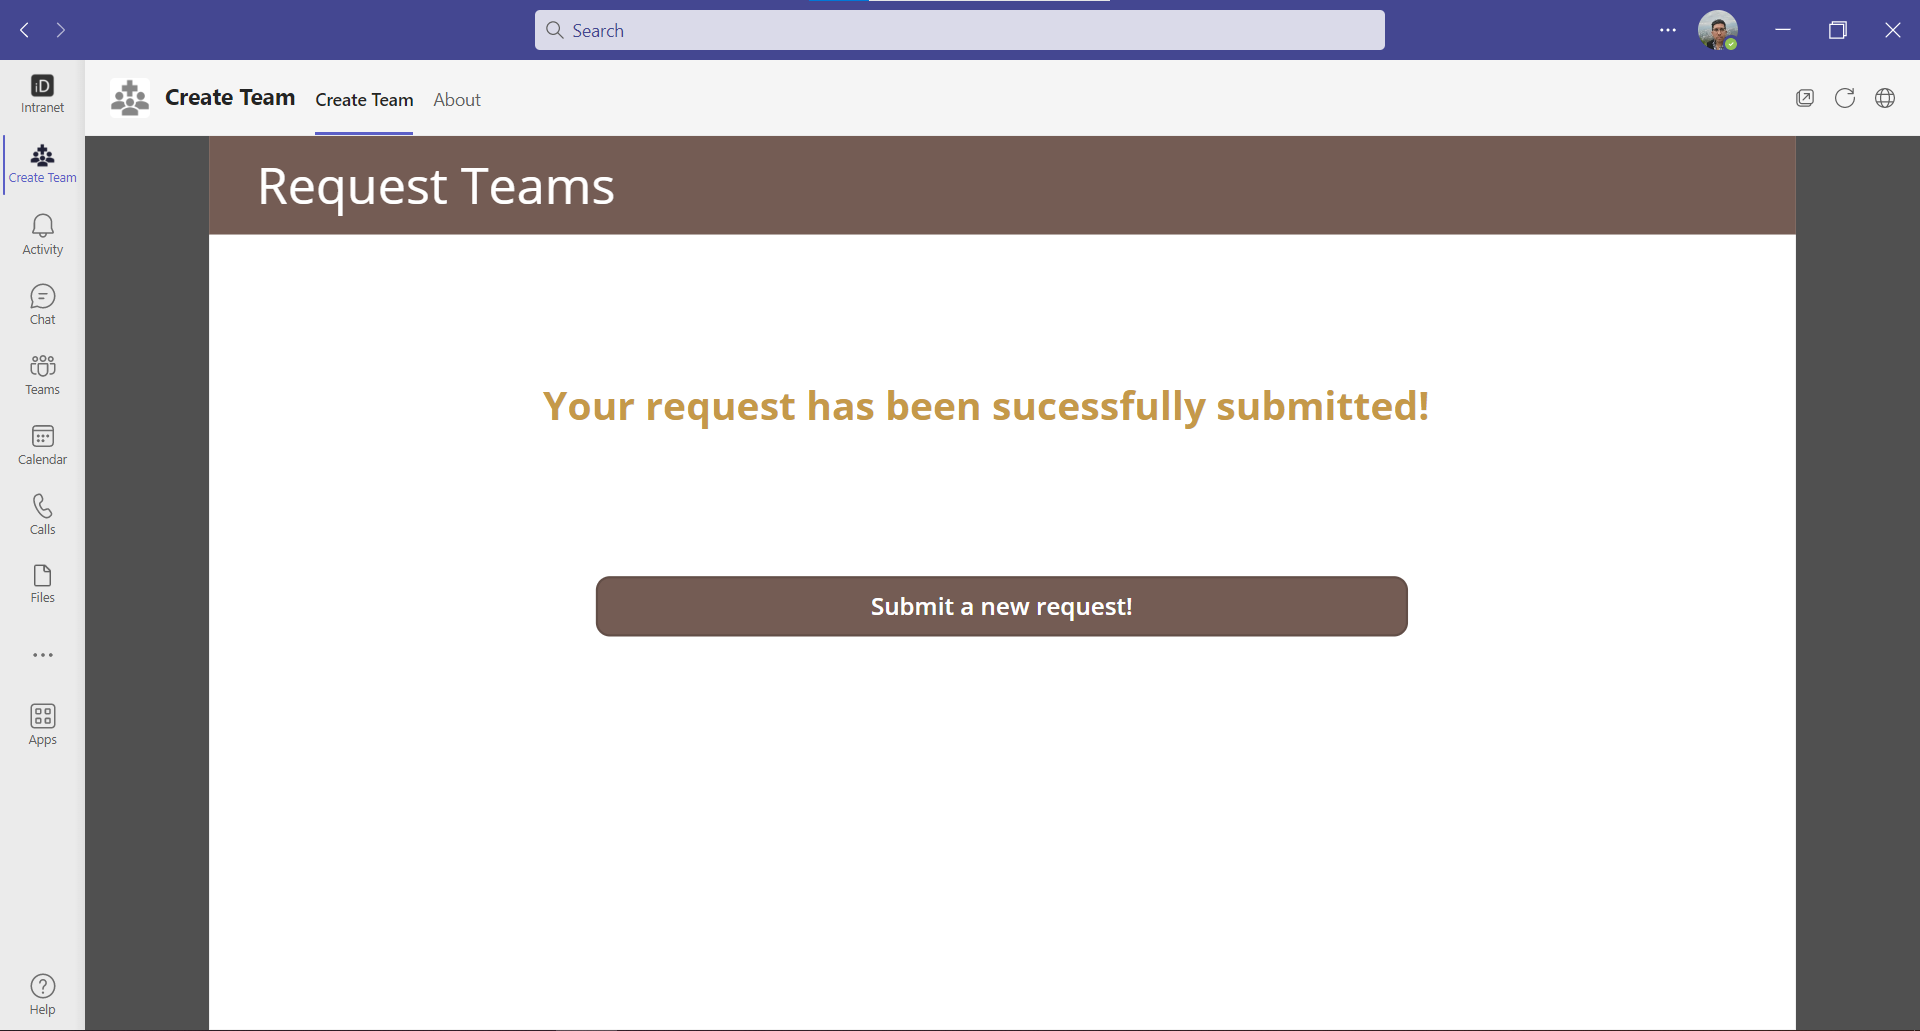 Search
iD
Intranet
Create Team
Activity
Chat
Teams
Calendar
Calls
Files
Apps
Help
Create Team
Create Team
About
Request Teams
Your request has been sucessfully submitted!
Submit a new request!